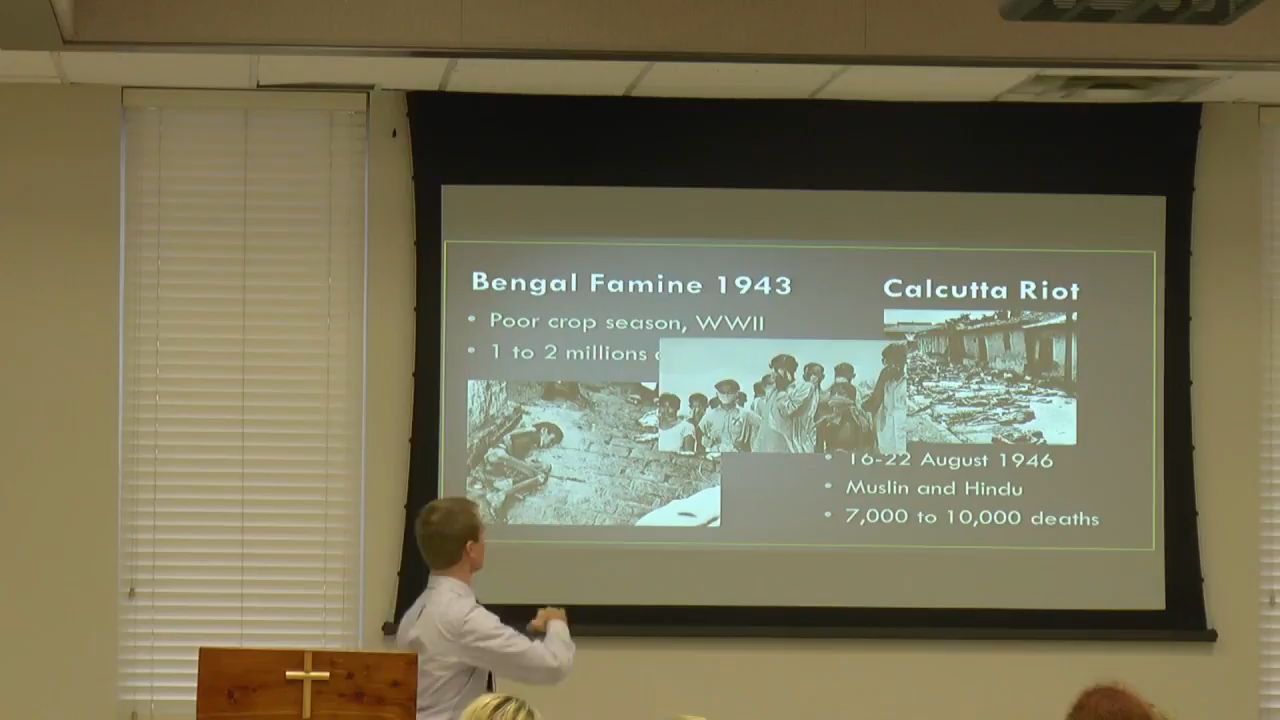 Bengal Famine 1943
• Poor crop season, WWII
• 1 to 2 millions
Calcutta Riot
• 16-22 August 1946
• Muslin and Hindu
• 7,000 to 10,000 deaths